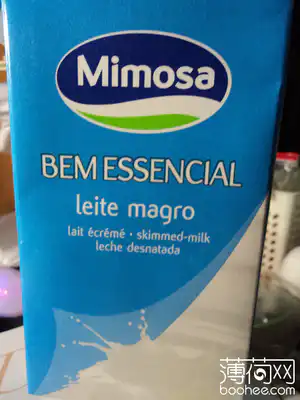 Mimosa
BEM ESSENCIAL
leite magro
lait écrémé · skimmed-milk
leche desnatada
薄荷网
boohee.com